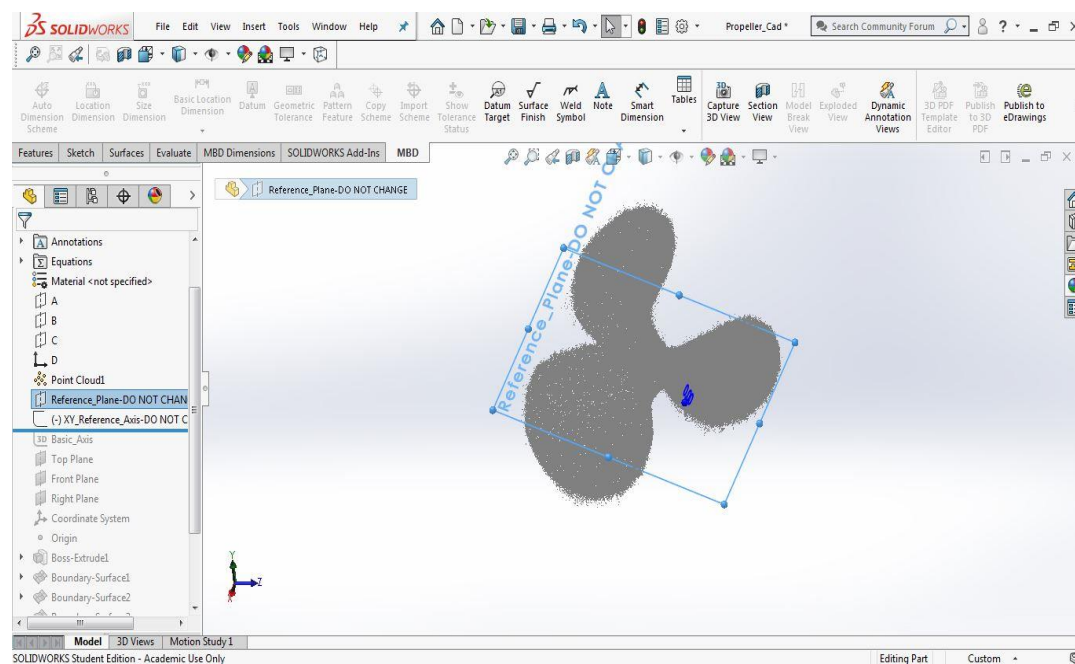 SOLIDWORKS File Edit View Insert Tools Window Help Propeller_Cad * Search Community Forum
Auto Dimension Scheme
Location Dimension
Size Dimension
Basic Location Dimension
Datum
Geometric Tolerance
Pattern Feature
Copy Scheme
Import Scheme
Show Tolerance Status
Datum Target
Surface Finish
Weld Symbol
Note
Smart Dimension
Tables
Capture 3D View
Section View
Model Break View
Exploded View
Dynamic Annotation Views
3D PDF Template Editor
Publish to 3D PDF
Publish to eDrawings
Features Sketch Surfaces Evaluate MBD Dimensions SOLIDWORKS Add-Ins MBD
Reference_Plane-DO NOT CHANGE
Reference_Plane-DO NOT CHA
Annotations
Equations
Material <not specified>
A
B
C
D
Point Cloud1
Reference_Plane-DO NOT CHAN
(-) XY_Reference_Axis-DO NOT C
3D Basic_Axis
Top Plane
Front Plane
Right Plane
Coordinate System
Origin
Boss-Extrude1
Boundary-Surface1
Boundary-Surface2
Y
Z
X
Model 3D Views Motion Study 1
SOLIDWORKS Student Edition - Academic Use Only Editing Part Custom